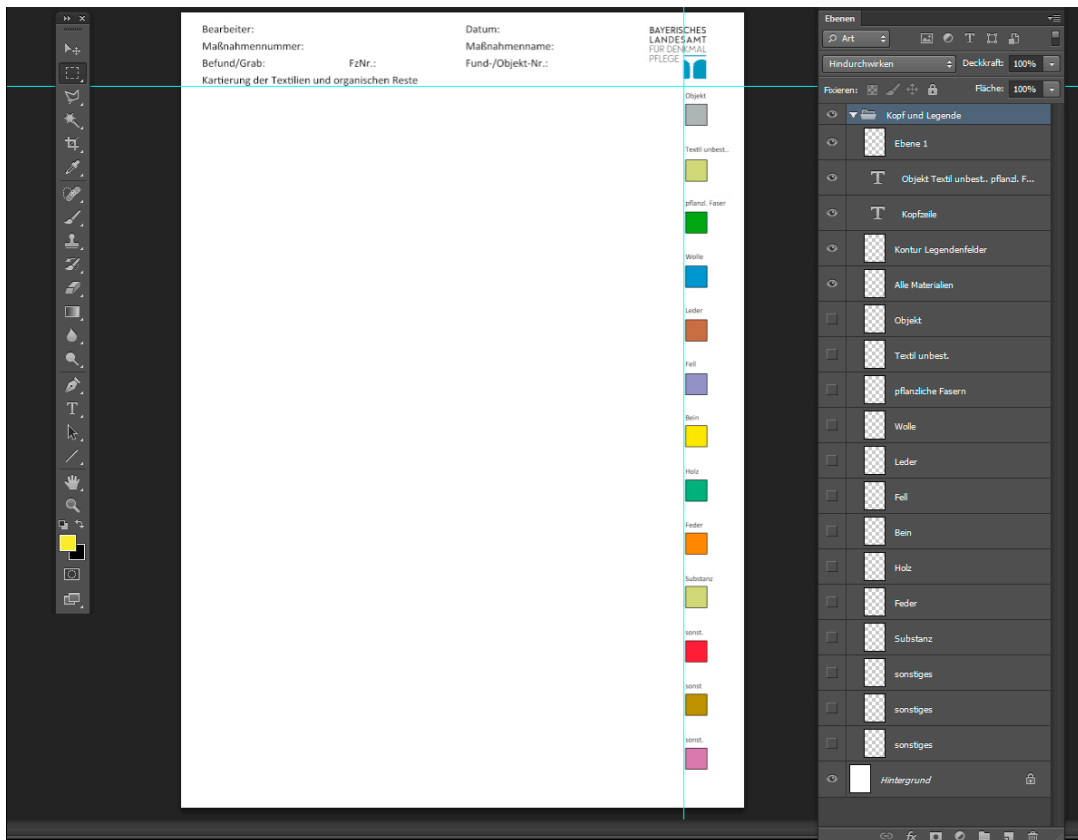 Bearbeiter: Datum:
Maßnahmennummer: Maßnahmenname:
Befund/Grab: FzNr.: Fund-/Objekt-Nr.:
Kartierung der Textilien und organischen Reste
BAYERISCHES
LANDESAMT
FÜR DENKMAL
PFLEGE
Objekt
Textil unbest..
pflanzl. Faser
Wolle
Leder
Fell
Bein
Holz
Feder
Substanz
sonst.
sonst
sonst.
Ebenen
Art
Hindurchwirken Deckkraft: 100%
Fixieren: Fläche: 100%
Kopf und Legende
Ebene 1
T Objekt Textil unbest.. pflanzl. F...
T Kopfzeile
Kontur Legendenfelder
Alle Materialien
Objekt
Textil unbest.
pflanzliche Fasern
Wolle
Leder
Fell
Bein
Holz
Feder
Substanz
sonstiges
sonstiges
sonstiges
Hintergrund
fx